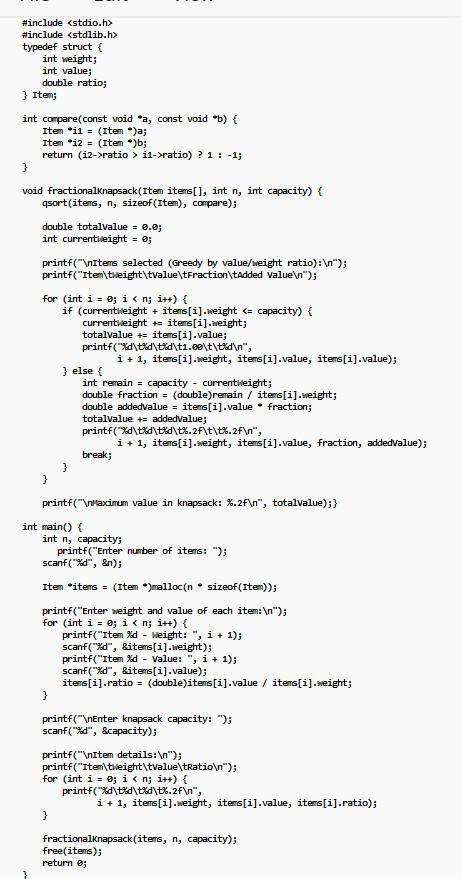 #include <stdio.h>
#include <stdlib.h>
typedef struct {
    int weight;
    int value;
    double ratio;
} Item;

int compare(const void *a, const void *b) {
    Item *i1 = (Item *)a;
    Item *i2 = (Item *)b;
    return (i2->ratio > i1->ratio) ? 1 : -1;
}

void fractionalKnapsack(Item items[], int n, int capacity) {
    qsort(items, n, sizeof(Item), compare);

    double totalValue = 0.0;
    int currentWeight = 0;

    printf("\nItems selected (Greedy by value/weight ratio):\n");
    printf("Item\tWeight\tValue\tFraction\tAdded Value\n");

    for (int i = 0; i < n; i++) {
        if (currentWeight + items[i].weight <= capacity) {
            currentWeight += items[i].weight;
            totalValue += items[i].value;
            printf("%d\t%d\t%d\t1.00\t\t%d\n",
                   i + 1, items[i].weight, items[i].value, items[i].value);
        } else {
            int remain = capacity - currentWeight;
            double fraction = (double)remain / items[i].weight;
            double addedValue = items[i].value * fraction;
            totalValue += addedValue;
            printf("%d\t%d\t%d\t%.2f\t\t%.2f\n",
                   i + 1, items[i].weight, items[i].value, fraction, addedValue);
            break;
        }
    }

    printf("\nMaximum value in knapsack: %.2f\n", totalValue);}

int main() {
    int n, capacity;
       printf("Enter number of items: ");
    scanf("%d", &n);

    Item *items = (Item *)malloc(n * sizeof(Item));

    printf("Enter weight and value of each item:\n");
    for (int i = 0; i < n; i++) {
        printf("Item %d - Weight: ", i + 1);
        scanf("%d", &items[i].weight);
        printf("Item %d - Value: ", i + 1);
        scanf("%d", &items[i].value);
        items[i].ratio = (double)items[i].value / items[i].weight;
    }

    printf("\nEnter knapsack capacity: ");
    scanf("%d", &capacity);

    printf("\nItem details:\n");
    printf("Item\tWeight\tValue\tRatio\n");
    for (int i = 0; i < n; i++) {
        printf("%d\t%d\t%d\t%.2f\n",
               i + 1, items[i].weight, items[i].value, items[i].ratio);
    }

    fractionalKnapsack(items, n, capacity);
    free(items);
    return 0;
}